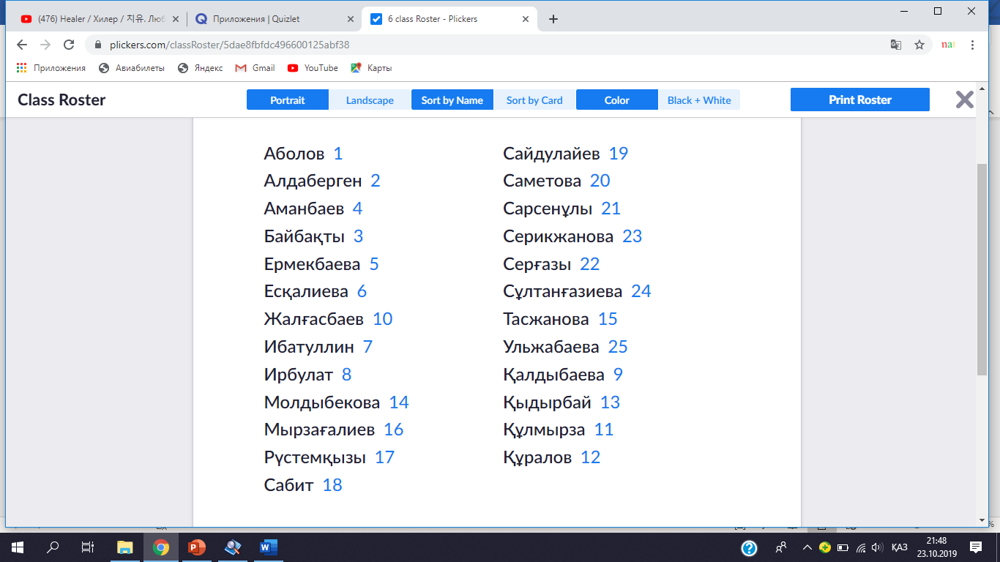 (476) Healer / Хилер / 치유. Люб
Приложения | Quizlet
6 class Roster - Plickers
plickers.com/classRoster/5dae8fbfdc496600125abf38
nat
Приложения
Авиабилеты
Яндекс
Gmail
YouTube
Карты
Class Roster
Portrait
Landscape
Sort by Name
Sort by Card
Color
Black + White
Print Roster
Аболов 1
Алдаберген 2
Аманбаев 4
Байбақты 3
Ермекбаева 5
Есқалиева 6
Жалғасбаев 10
Ибатуллин 7
Ирбулат 8
Молдыбекова 14
Мырзағалиев 16
Рүстемқызы 17
Сабит 18
Сайдулайев 19
Саметова 20
Сарсенұлы 21
Серикжанова 23
Серғазы 22
Сұлтанғазиева 24
Тасжанова 15
Ульжабаева 25
Қалдыбаева 9
Қыдырбай 13
Құлмырза 11
Құралов 12
%
ҚАЗ
21:48
23.10.2019